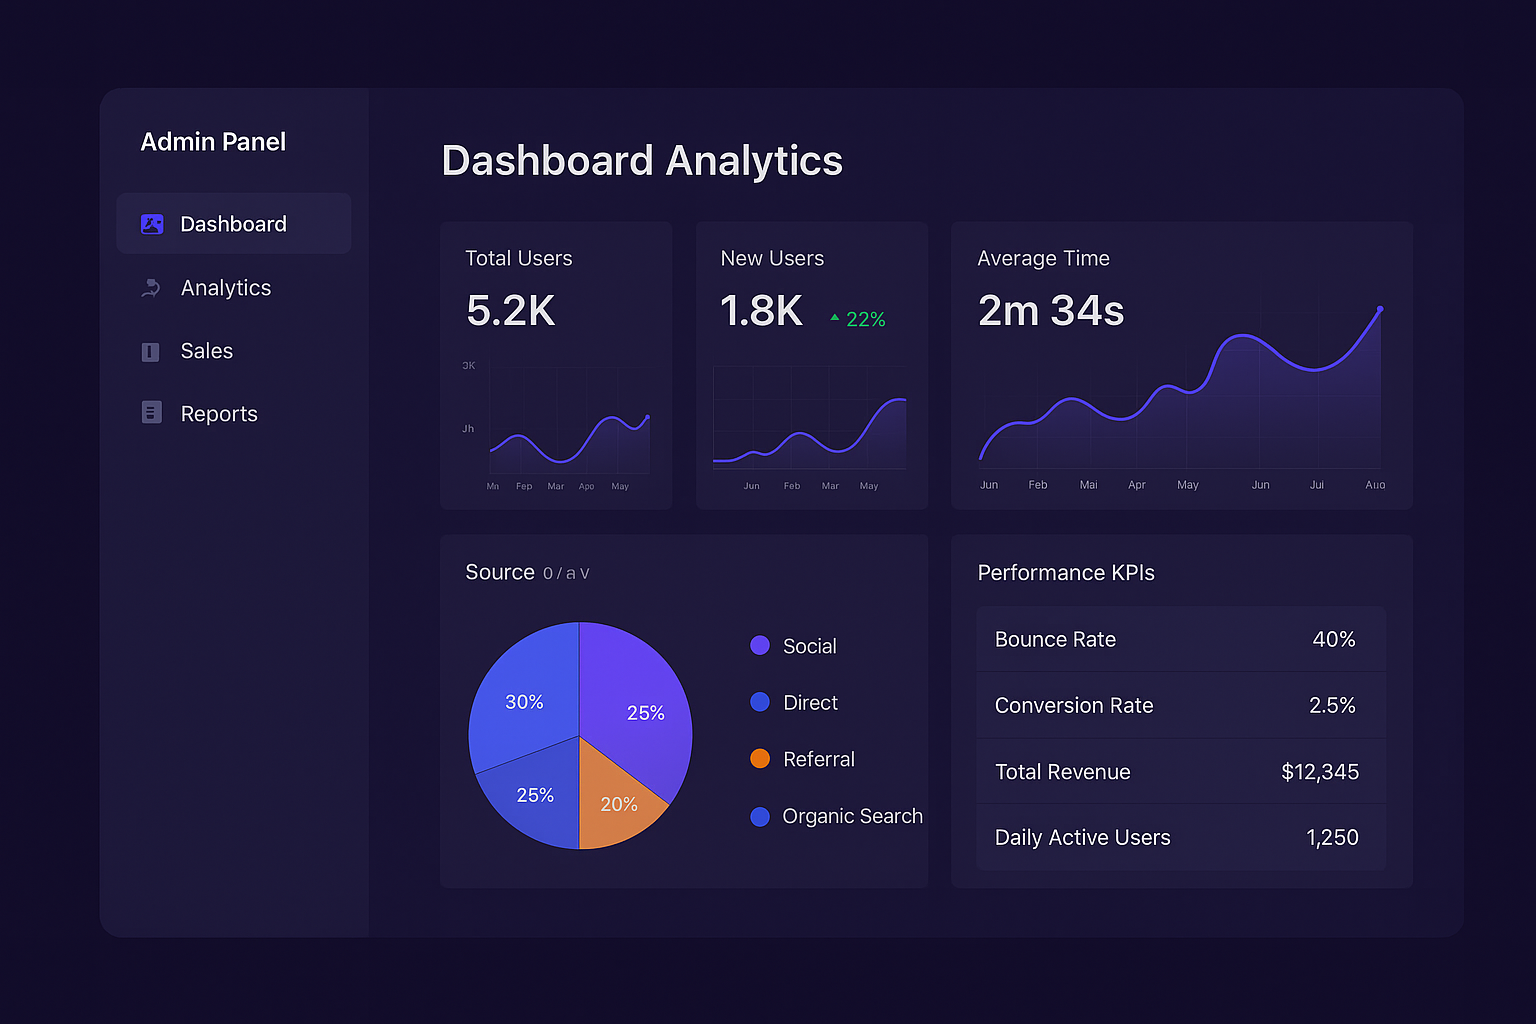 Admin Panel
Dashboard
Analytics
Sales
Reports
Dashboard Analytics
Total Users
5.2K
3K
Jh
Mn Fep Mar Apo May
New Users
1.8K ▲ 22%
Jun Feb Mar May
Average Time
2m 34s
Jun Feb Mai Apr May Jun Jui Auo
Source 0/a V
30%
25%
25%
20%
Social
Direct
Referral
Organic Search
Performance KPIs
Bounce Rate 40%
Conversion Rate 2.5%
Total Revenue $12,345
Daily Active Users 1,250